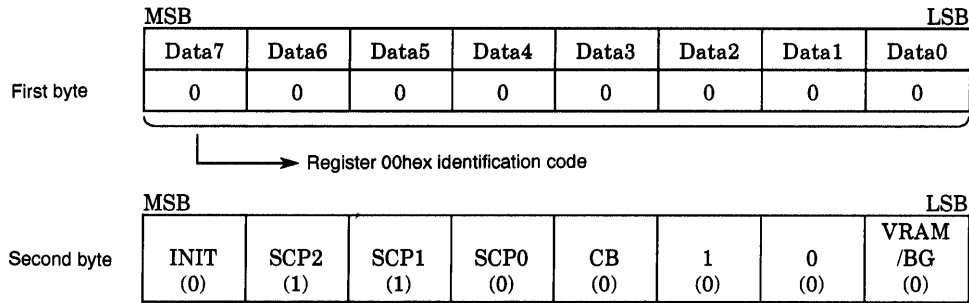 MSB LSB
Data7 Data6 Data5 Data4 Data3 Data2 Data1 Data0
First byte 0 0 0 0 0 0 0 0
Register 00hex identification code
MSB LSB
Second byte INIT (0) SCP2 (1) SCP1 (1) SCP0 (0) CB (0) 1 (0) 0 (0) VRAM /BG (0)